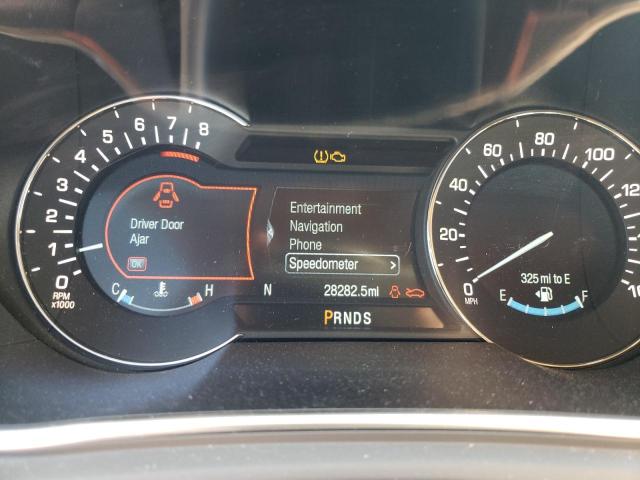 0
1
2
3
4
5
6
7
8
RPM
x1000
Driver Door
Ajar
OK
C
H
Entertainment
Navigation
Phone
Speedometer >
N
28282.5mi
PRNDS
0
20
40
60
80
100
120
MPH
325 mi to E
E
F